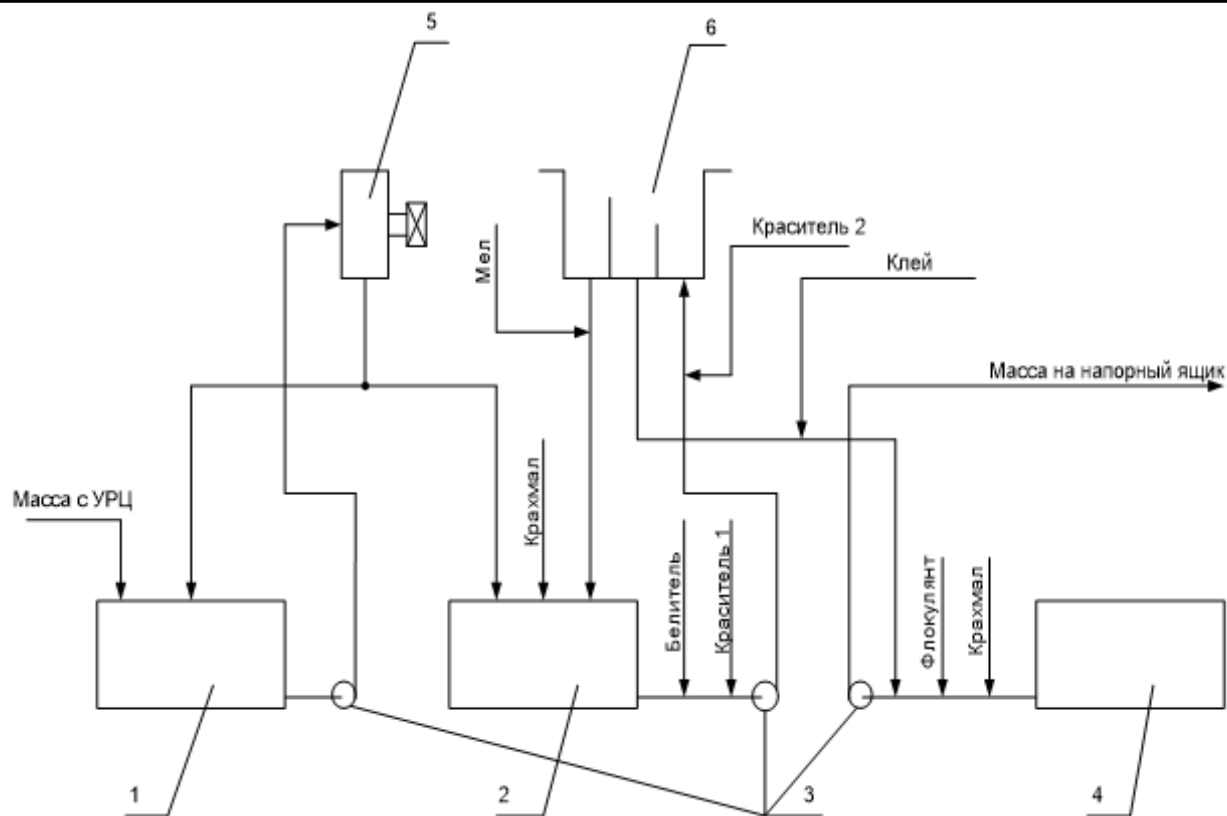 5
6
Мел
Краситель 2
Клей
Масса на напорный ящик
Масса с УРЦ
Крахмал
Белитель
Краситель 1
Флокулянт
Крахмал
1
2
3
4